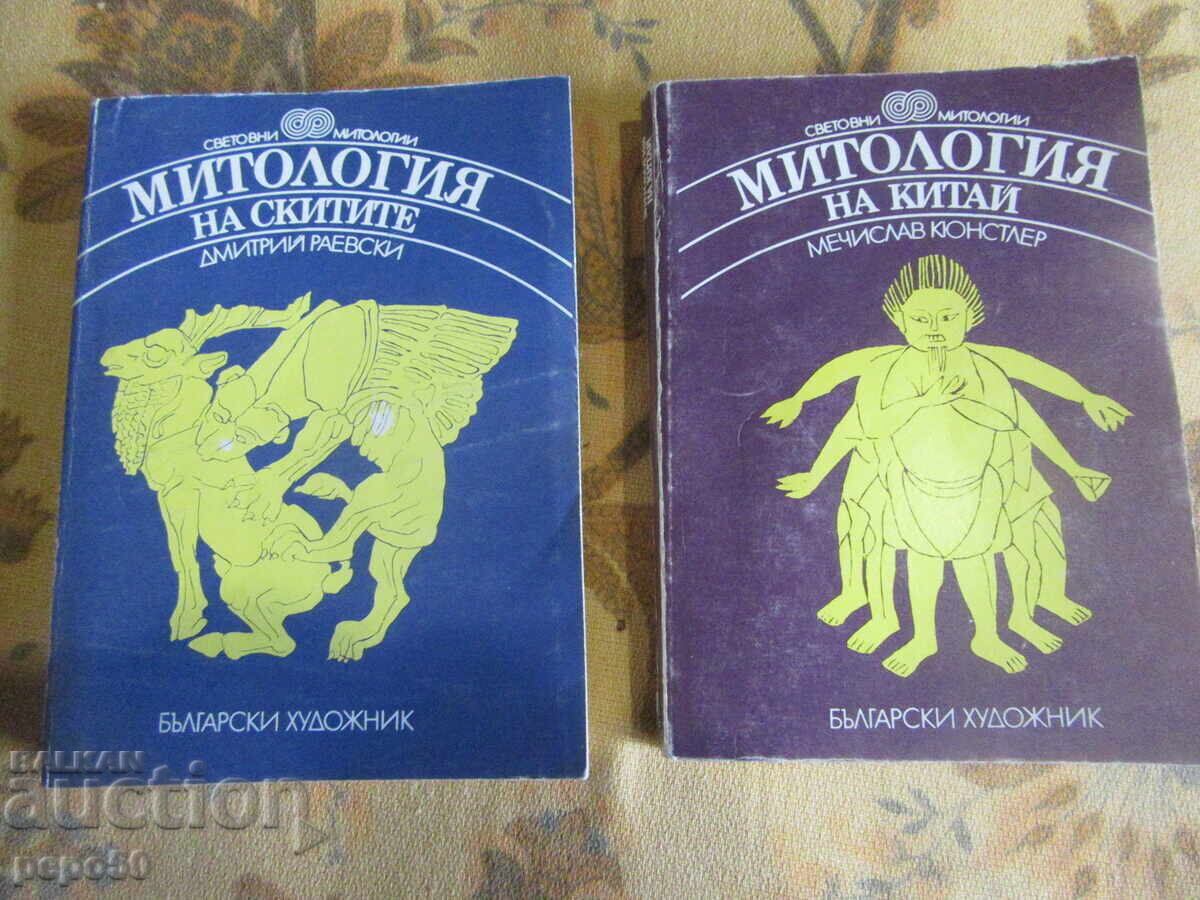 СВЕТОВНИ МИТОЛОГИИ
МИТОЛОГИЯ
НА СКИТИТЕ
ДМИТРИЙ РАЕВСКИ
БЪЛГАРСКИ ХУДОЖНИК
СВЕТОВНИ МИТОЛОГИИ
МИТОЛОГИЯ
НА КИТАЙ
МЕЧИСЛАВ КЮНСТЛЕР
БЪЛГАРСКИ ХУДОЖНИК
BALKAN
auction
pepo50